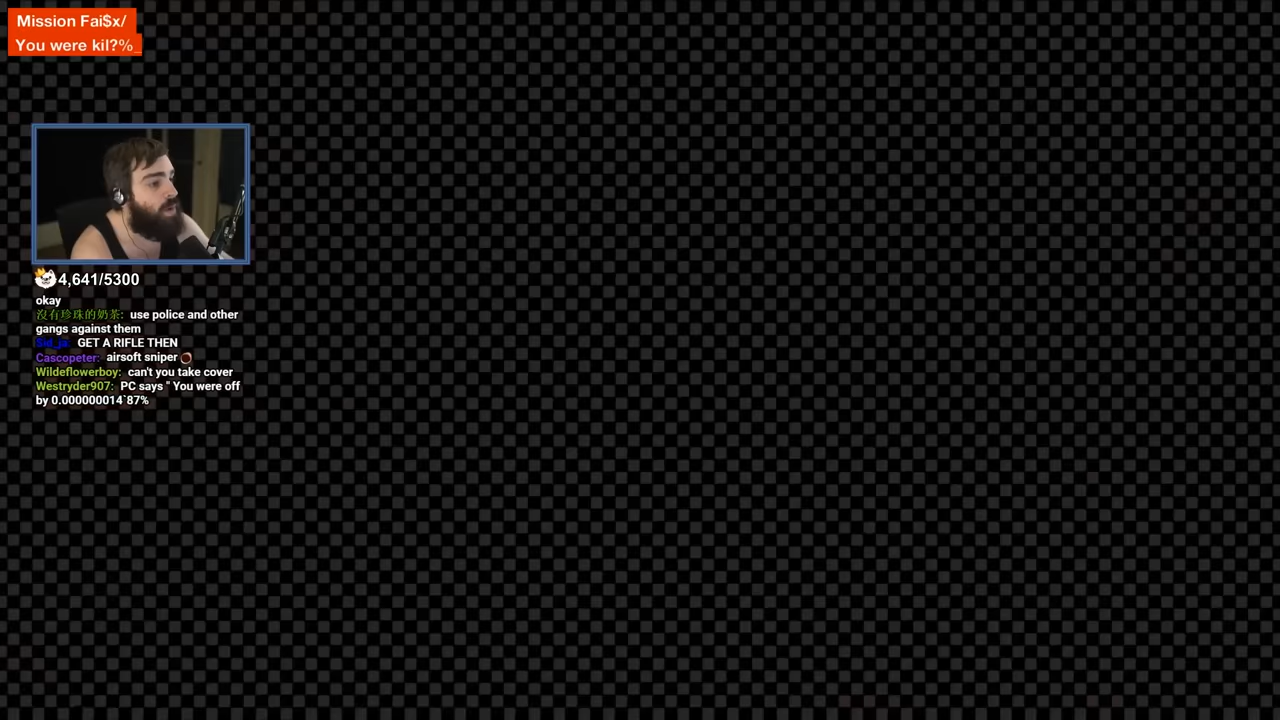 Mission Fai$x/
You were kil?%_
4,641/5300
okay
沒有珍珠的奶茶: use police and other
gangs against them
Sid_ja: GET A RIFLE THEN
Cascopeter: airsoft sniper
Wildeflowerboy: can't you take cover
Westryder907: PC says " You were off
by 0.000000014`87%